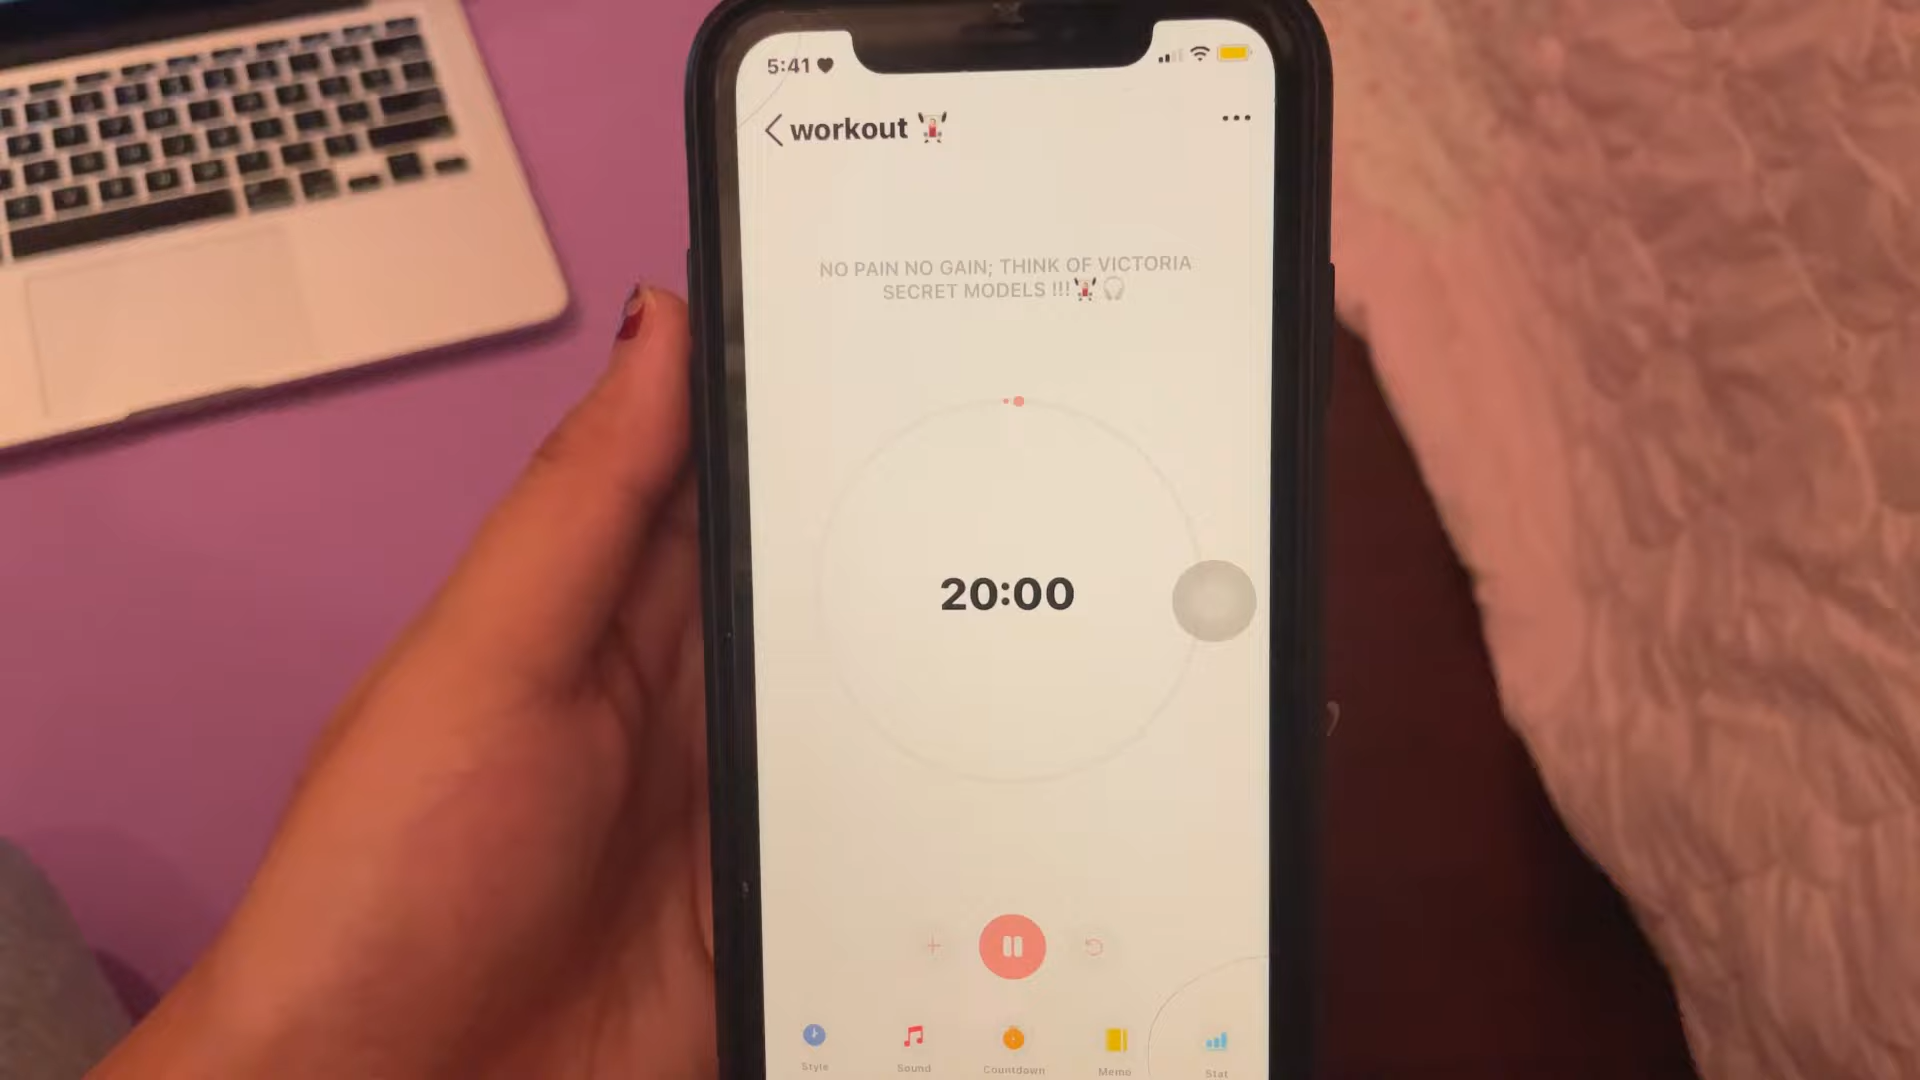 5:41
workout
NO PAIN NO GAIN; THINK OF VICTORIA
SECRET MODELS !!!
20:00
Style
Sound
Countdown
Memo
Stat